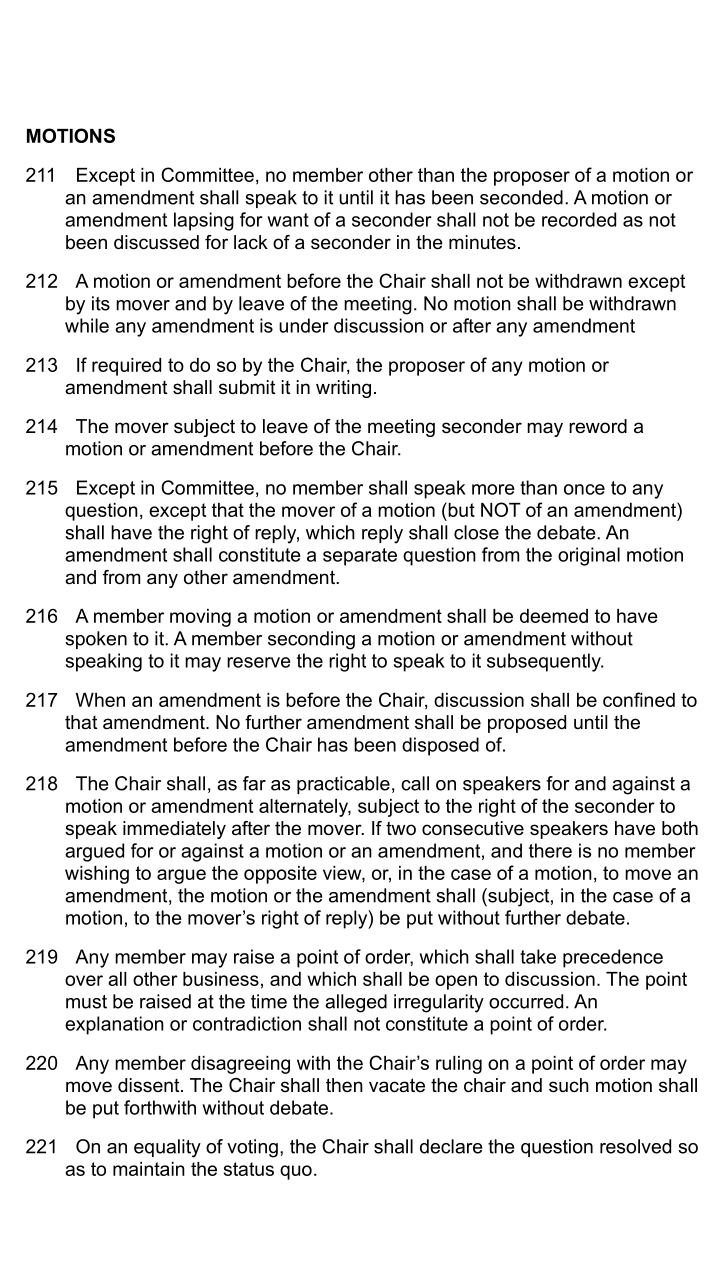 MOTIONS
211 Except in Committee, no member other than the proposer of a motion or
an amendment shall speak to it until it has been seconded. A motion or
amendment lapsing for want of a seconder shall not be recorded as not
been discussed for lack of a seconder in the minutes.
212 A motion or amendment before the Chair shall not be withdrawn except
by its mover and by leave of the meeting. No motion shall be withdrawn
while any amendment is under discussion or after any amendment
213 If required to do so by the Chair, the proposer of any motion or
amendment shall submit it in writing.
214 The mover subject to leave of the meeting seconder may reword a
motion or amendment before the Chair.
215 Except in Committee, no member shall speak more than once to any
question, except that the mover of a motion (but NOT of an amendment)
shall have the right of reply, which reply shall close the debate. An
amendment shall constitute a separate question from the original motion
and from any other amendment.
216 A member moving a motion or amendment shall be deemed to have
spoken to it. A member seconding a motion or amendment without
speaking to it may reserve the right to speak to it subsequently.
217 When an amendment is before the Chair, discussion shall be confined to
that amendment. No further amendment shall be proposed until the
amendment before the Chair has been disposed of.
218 The Chair shall, as far as practicable, call on speakers for and against a
motion or amendment alternately, subject to the right of the seconder to
speak immediately after the mover. If two consecutive speakers have both
argued for or against a motion or an amendment, and there is no member
wishing to argue the opposite view, or, in the case of a motion, to move an
amendment, the motion or the amendment shall (subject, in the case of a
motion, to the mover's right of reply) be put without further debate.
219 Any member may raise a point of order, which shall take precedence
over all other business, and which shall be open to discussion. The point
must be raised at the time the alleged irregularity occurred. An
explanation or contradiction shall not constitute a point of order.
220 Any member disagreeing with the Chair's ruling on a point of order may
move dissent. The Chair shall then vacate the chair and such motion shall
be put forthwith without debate.
221 On an equality of voting, the Chair shall declare the question resolved so
as to maintain the status quo.